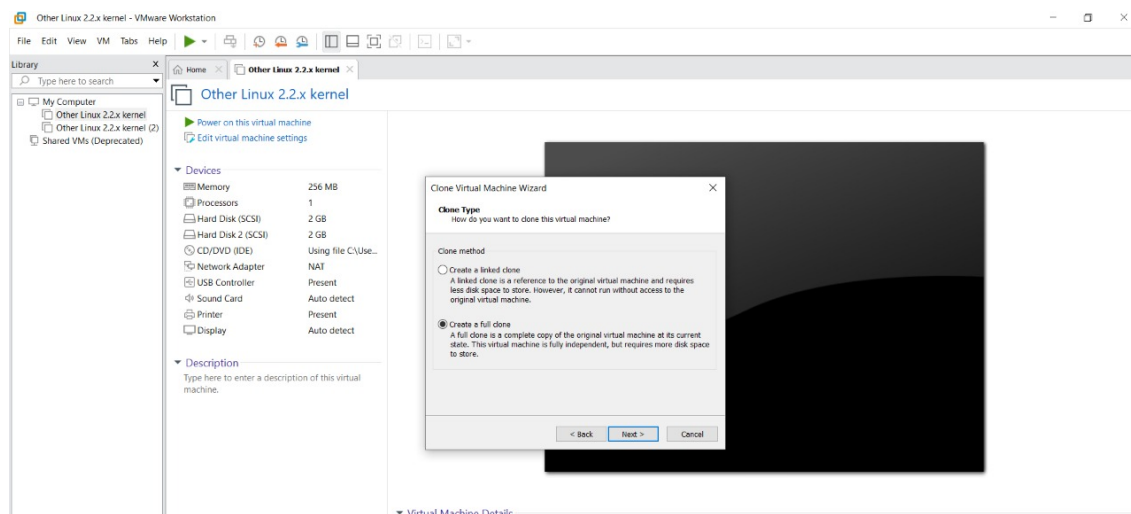 Other Linux 2.2.x kernel - VMware Workstation
File Edit View VM Tabs Help
Library
Type here to search
My Computer
Other Linux 2.2.x kernel
Other Linux 2.2.x kernel (2)
Shared VMs (Deprecated)
Home
Other Linux 2.2.x kernel
Other Linux 2.2.x kernel
Power on this virtual machine
Edit virtual machine settings
Devices
Memory 256 MB
Processors 1
Hard Disk (SCSI) 2 GB
Hard Disk 2 (SCSI) 2 GB
CD/DVD (IDE) Using file C:\Use...
Network Adapter NAT
USB Controller Present
Sound Card Auto detect
Printer Present
Display Auto detect
Description
Type here to enter a description of this virtual
machine.
Clone Virtual Machine Wizard
Clone Type
How do you want to clone this virtual machine?
Clone method
Create a linked clone
A linked clone is a reference to the original virtual machine and requires
less disk space to store. However, it cannot run without access to the
original virtual machine.
Create a full clone
A full clone is a complete copy of the original virtual machine at its current
state. This virtual machine is fully independent, but requires more disk space
to store.
< Back Next > Cancel
Virtual Machine Details